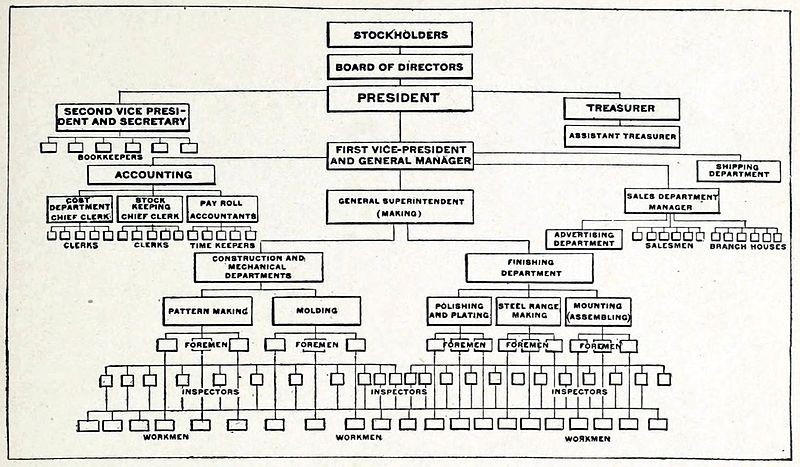 STOCKHOLDERS
BOARD OF DIRECTORS
PRESIDENT
SECOND VICE PRESI-
DENT AND SECRETARY
TREASURER
ASSISTANT TREASURER
BOOKKEEPERS
FIRST VICE-PRESIDENT
AND GENERAL MANAGER
ACCOUNTING
SHIPPING
DEPARTMENT
COST
DEPARTMENT
CHIEF CLERK
STOCK
KEEPING
CHIEF CLERK
PAY ROLL
ACCOUNTANTS
GENERAL SUPERINTENDENT
(MAKING)
SALES DEPARTMENT
MANAGER
CLERKS
CLERKS
TIME KEEPERS
ADVERTISING
DEPARTMENT
SALESMEN
BRANCH HOUSES
CONSTRUCTION AND
MECHANICAL
DEPARTMENTS
FINISHING
DEPARTMENT
PATTERN MAKING
MOLDING
POLISHING
AND PLATING
STEEL RANGE
MAKING
MOUNTING
(ASSEMBLING)
FOREMEN
FOREMEN
FOREMEN
FOREMEN
FOREMEN
INSPECTORS
INSPECTORS
INSPECTORS
WORKMEN
WORKMEN
WORKMEN